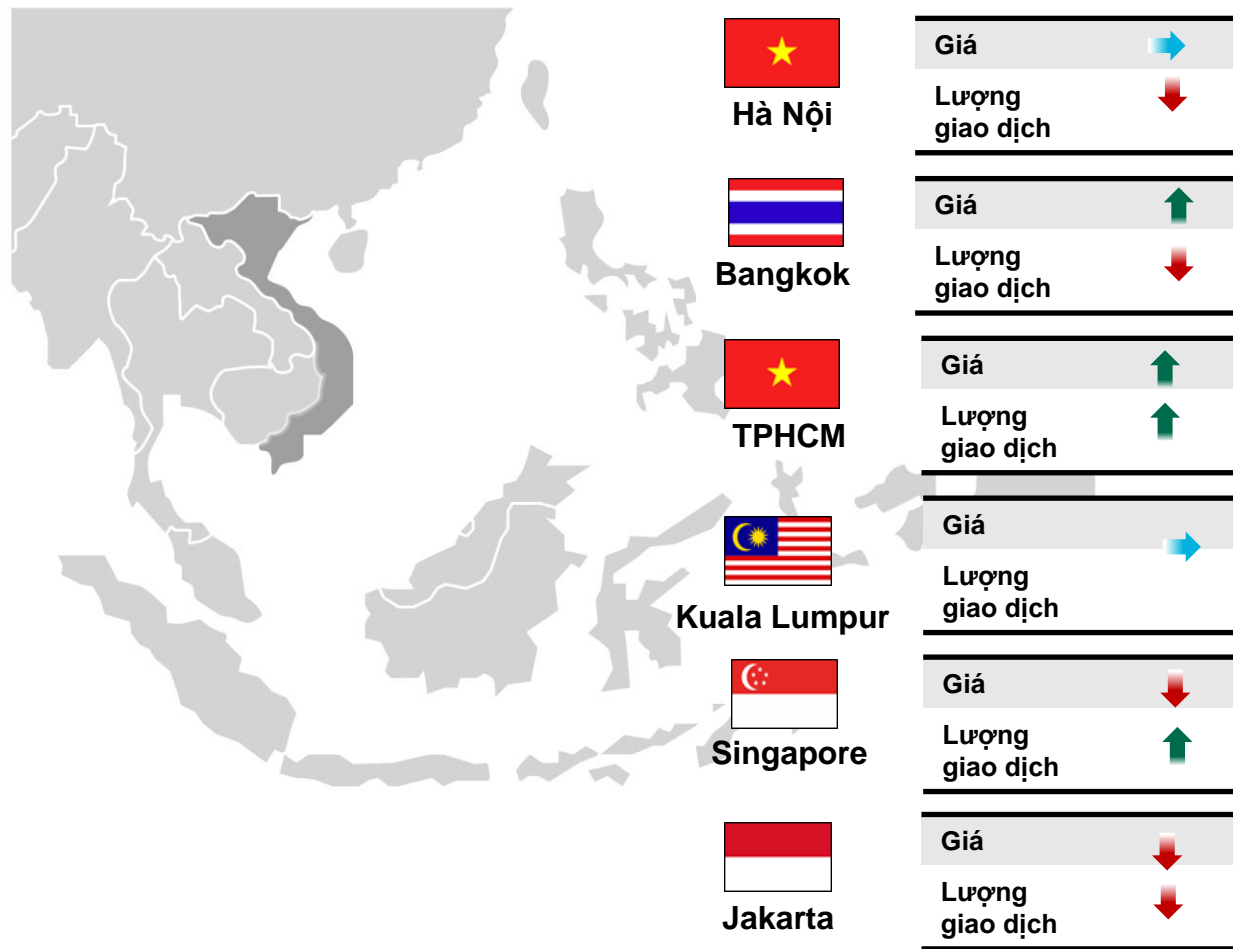 Hà Nội
Giá
Lượng
giao dịch
Bangkok
Giá
Lượng
giao dịch
TPHCM
Giá
Lượng
giao dịch
Kuala Lumpur
Giá
Lượng
giao dịch
Singapore
Giá
Lượng
giao dịch
Jakarta
Giá
Lượng
giao dịch